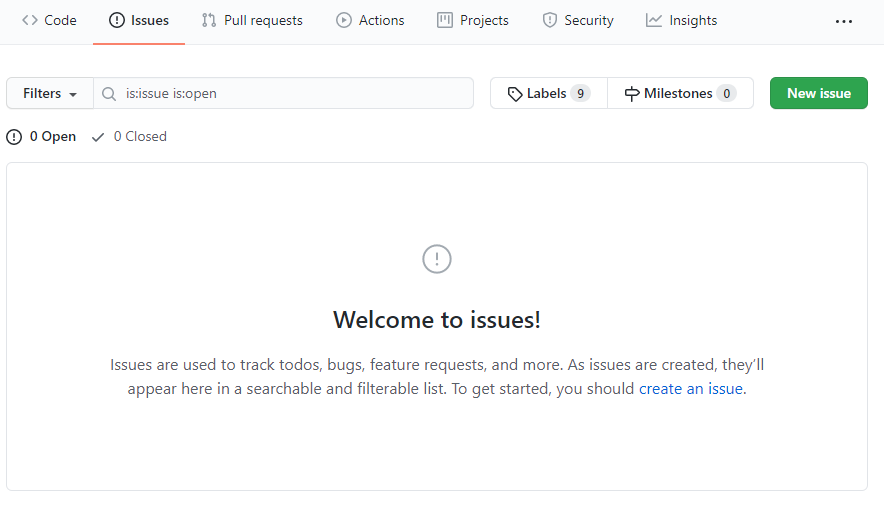 Code Issues Pull requests Actions Projects Security Insights
Filters is:issue is:open Labels 9 Milestones 0 New issue
0 Open 0 Closed
Welcome to issues!
Issues are used to track todos, bugs, feature requests, and more. As issues are created, they’ll
appear here in a searchable and filterable list. To get started, you should create an issue.